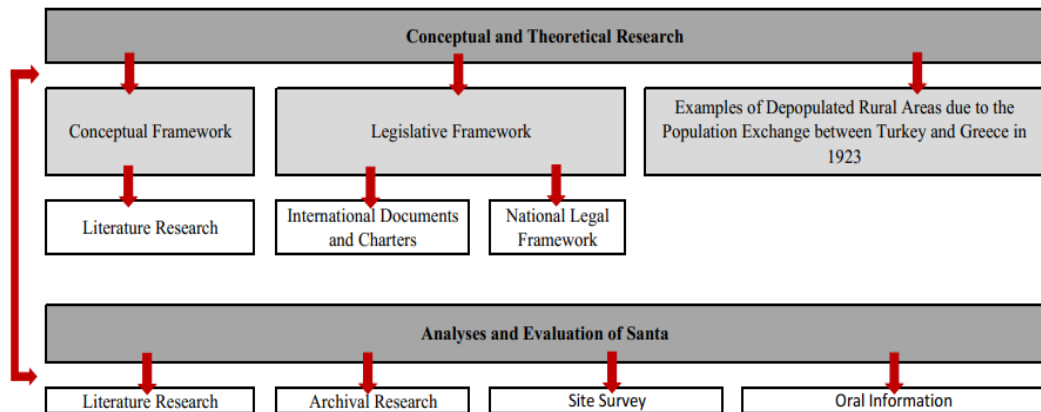 Conceptual and Theoretical Research
Conceptual Framework
Legislative Framework
Examples of Depopulated Rural Areas due to the
Population Exchange between Turkey and Greece in
1923
Literature Research
International Documents
and Charters
National Legal
Framework
Analyses and Evaluation of Santa
Literature Research
Archival Research
Site Survey
Oral Information